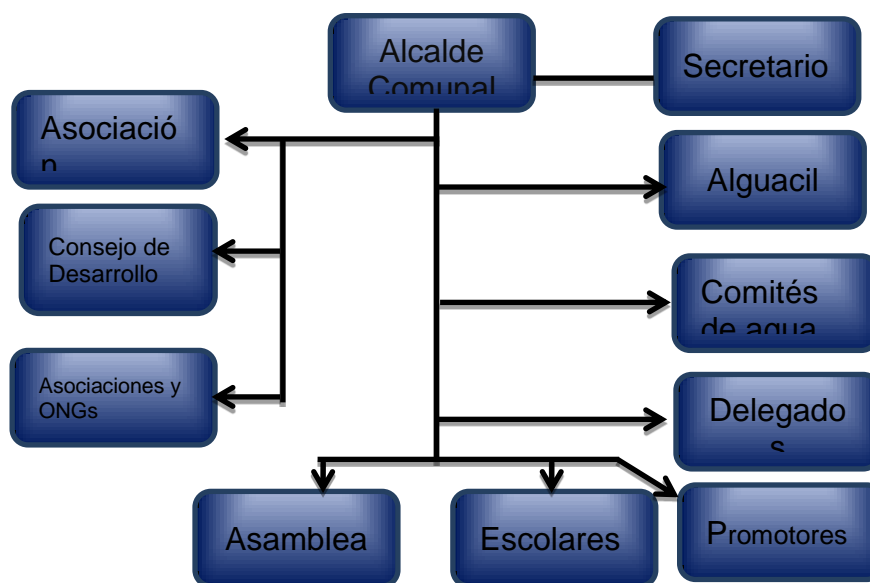 Alcalde
Comunal
Secretario
Asociació
n
Alguacil
Consejo de
Desarrollo
Comités
de agua
Asociaciones y
ONGs
Delegado
s
Asamblea
Escolares
Promotores